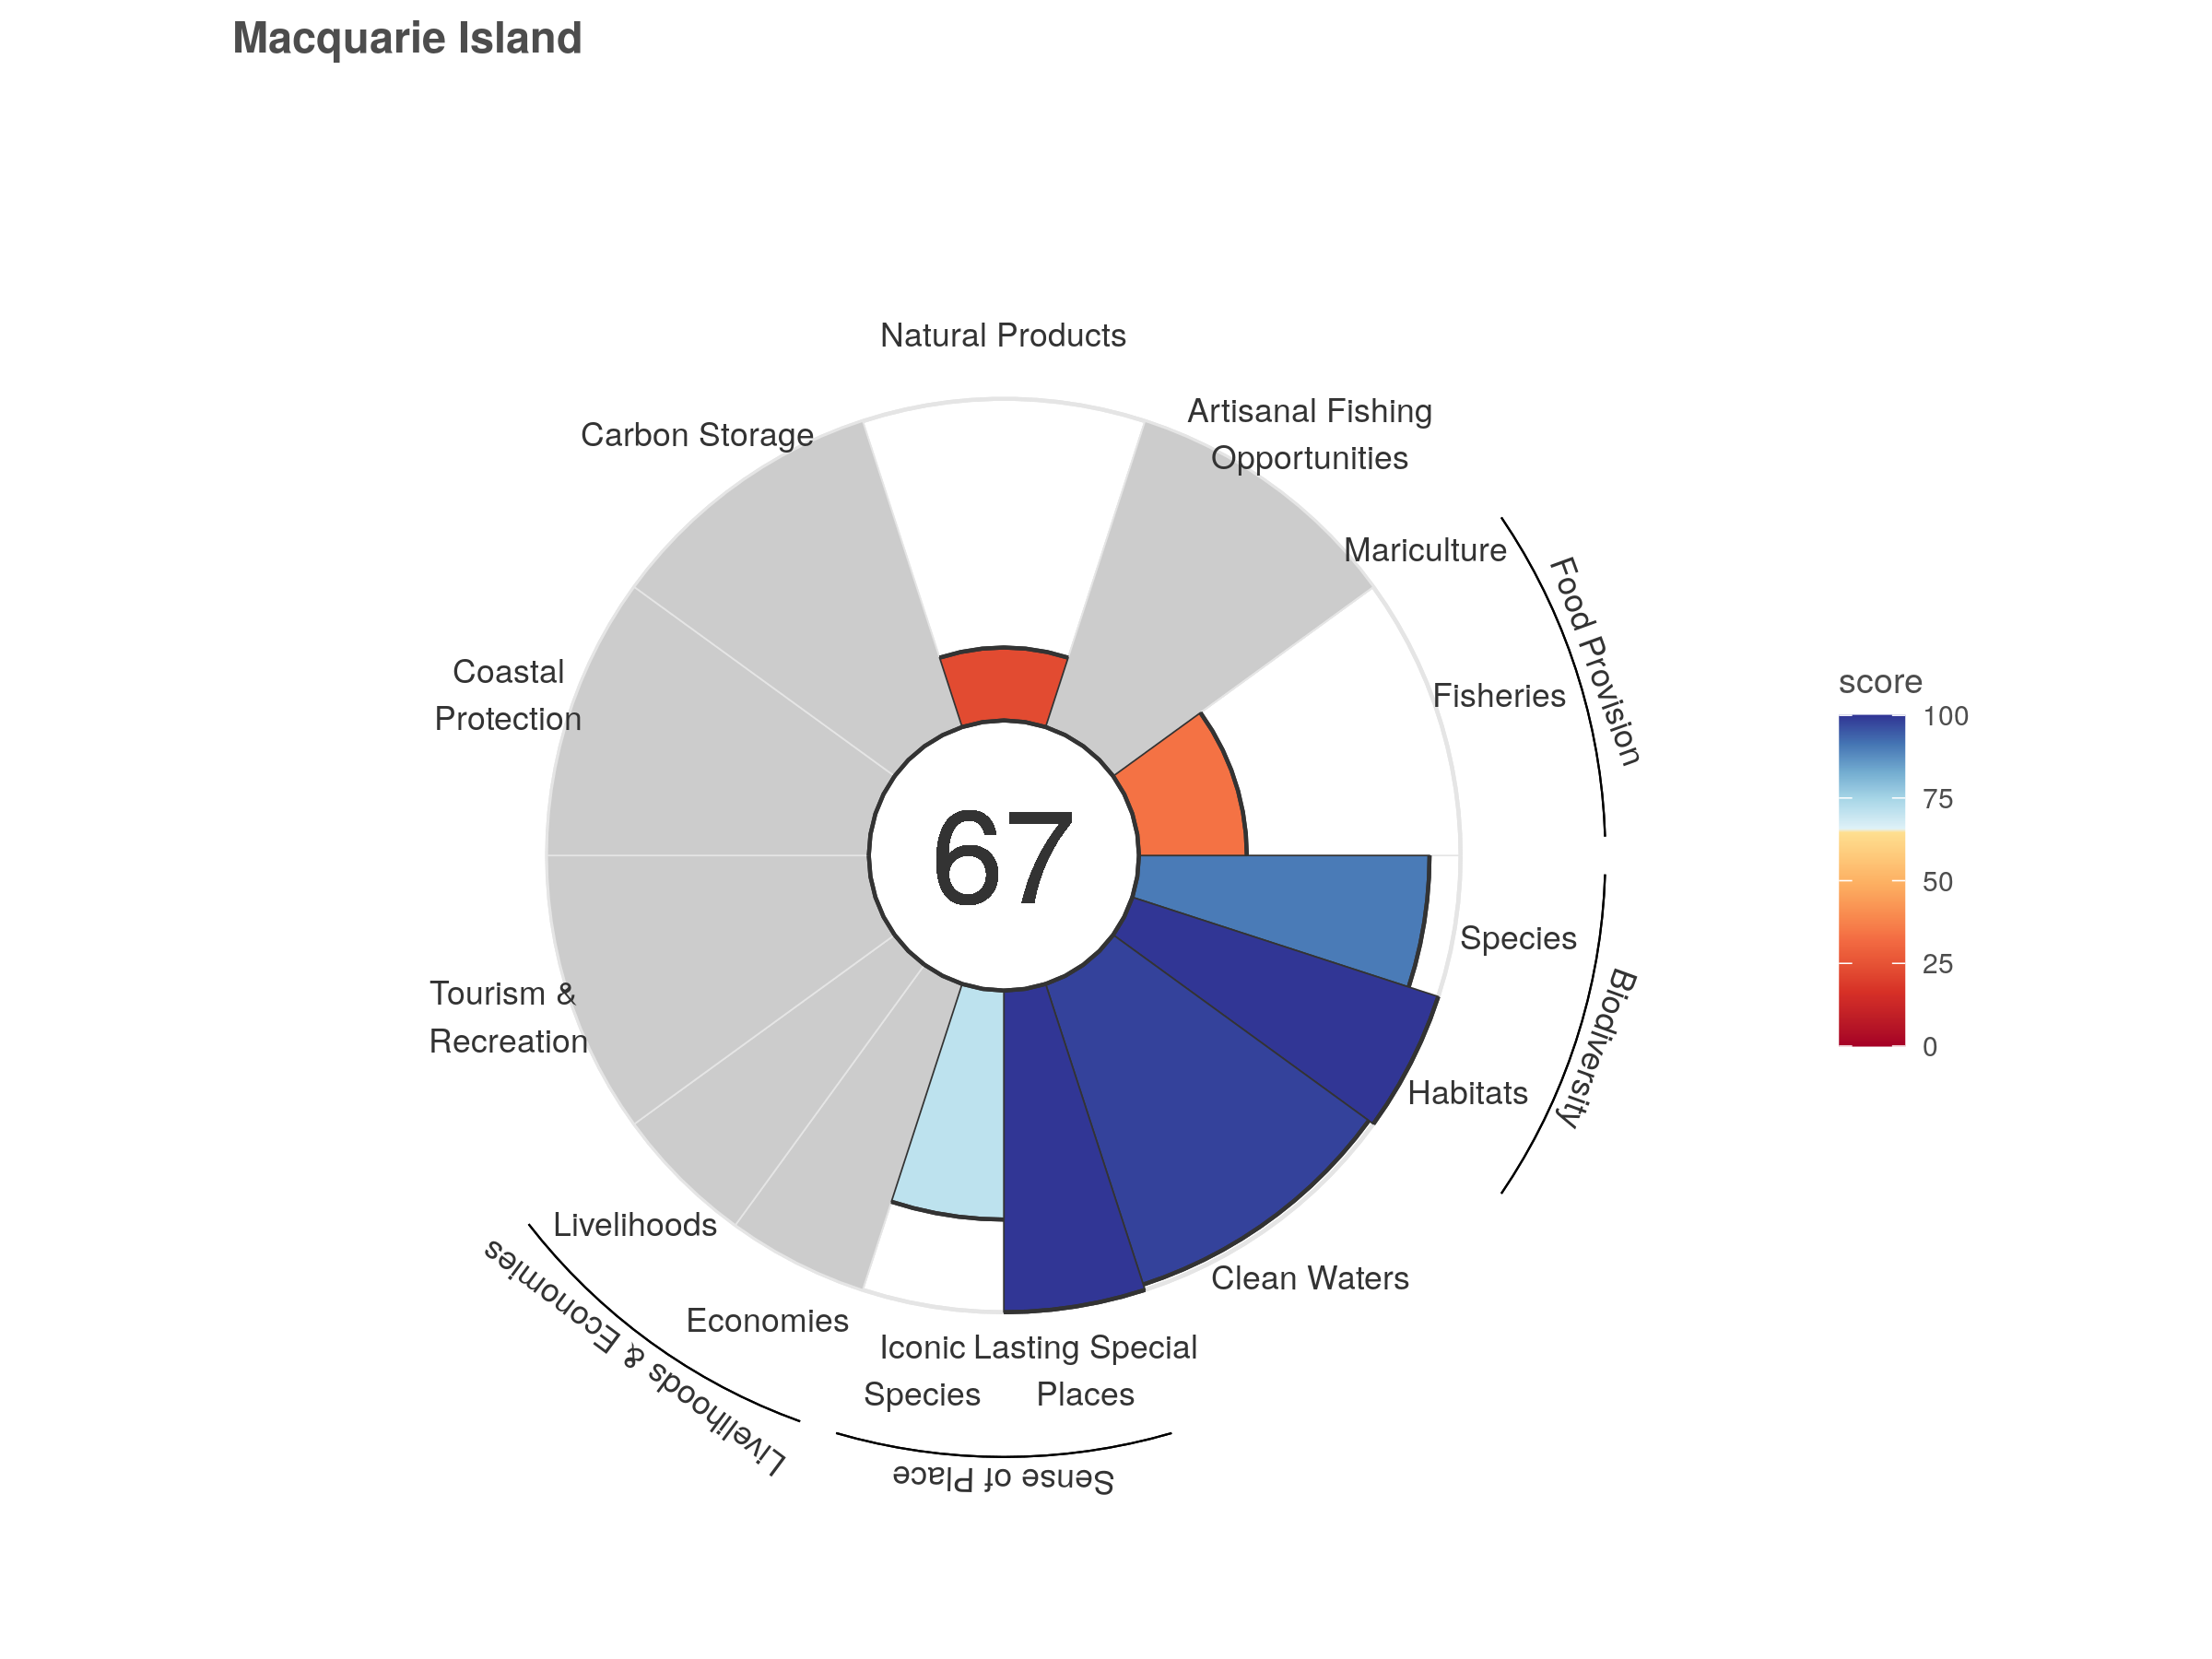 Macquarie Island
Natural Products
Artisanal Fishing
Opportunities
Carbon Storage
Mariculture
Food Provision
Fisheries
Coastal
Protection
Species
Biodiversity
Habitats
Tourism &
Recreation
Clean Waters
Livelihoods
Livelihoods & Economies
Economies
Iconic
Species
Lasting Special
Places
Sense of Place
67
score
100
75
50
25
0